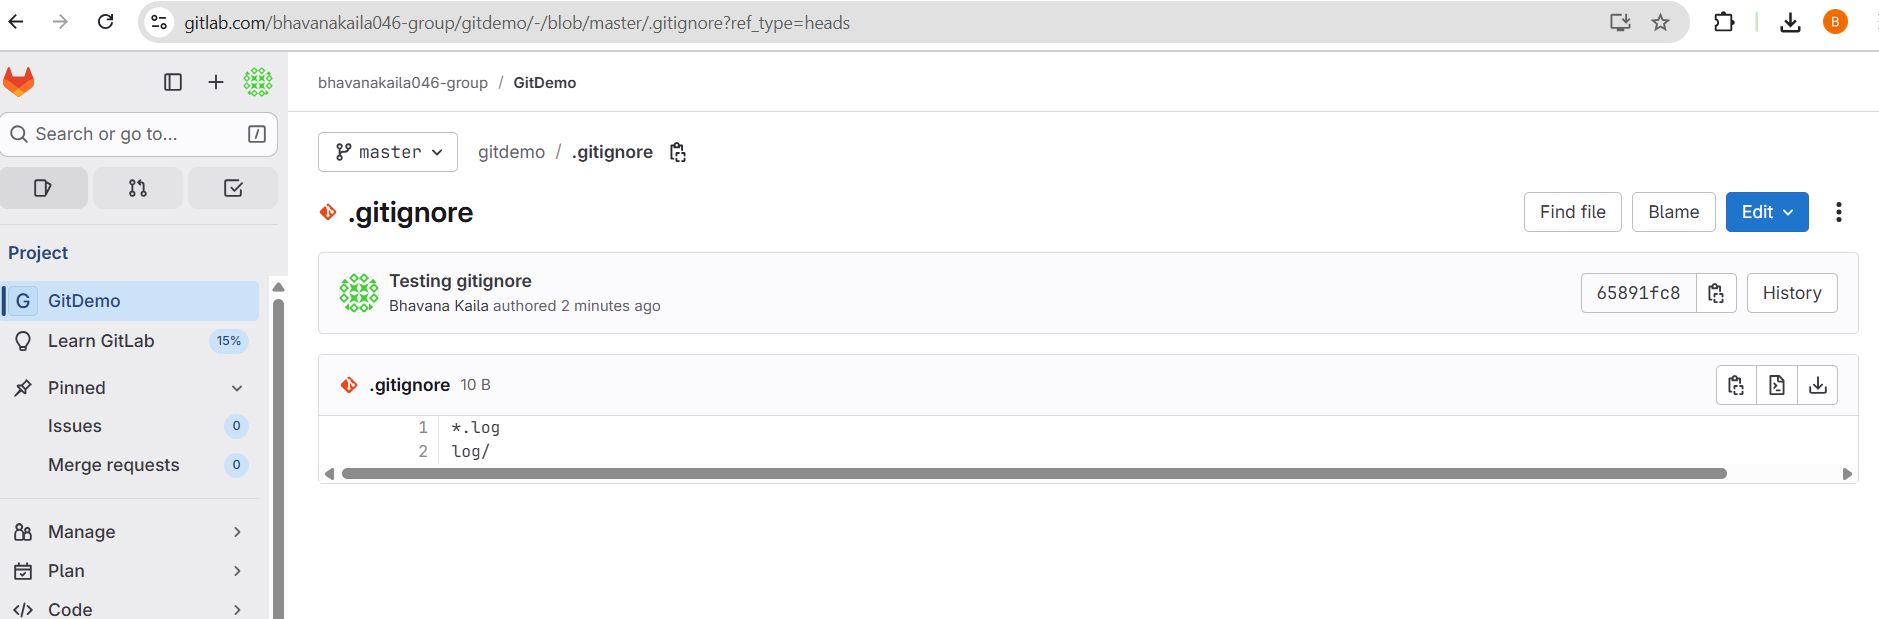 gitlab.com/bhavanakaila046-group/gitdemo/-/blob/master/.gitignore?ref_type=heads
B
Search or go to...
/
Project
G GitDemo
Learn GitLab 15%
Pinned
Issues 0
Merge requests 0
Manage
Plan
Code
bhavanakaila046-group / GitDemo
master
gitdemo / .gitignore
.gitignore
Find file
Blame
Edit
Testing gitignore
Bhavana Kaila authored 2 minutes ago
65891fc8
History
.gitignore 10 B
1 *.log
2 log/